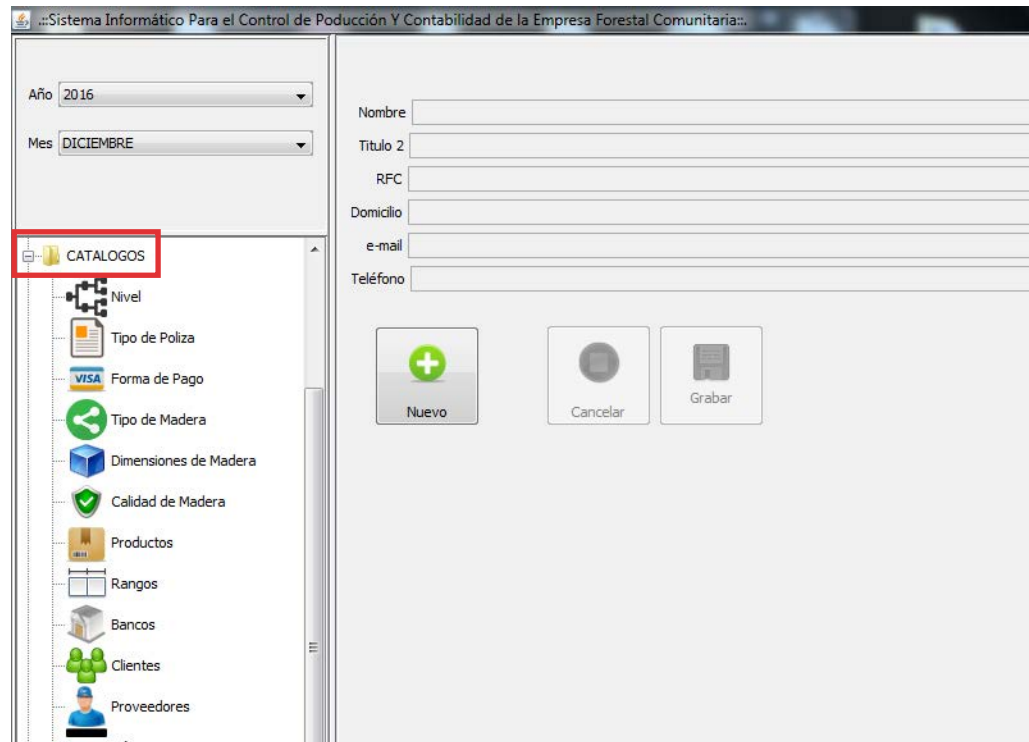 .::Sistema Informático Para el Control de Poducción Y Contabilidad de la Empresa Forestal Comunitaria::.
Año 2016
Mes DICIEMBRE
CATALOGOS
Nivel
Tipo de Poliza
VISA Forma de Pago
Tipo de Madera
Dimensiones de Madera
Calidad de Madera
Productos
Rangos
Bancos
Clientes
Proveedores
Nombre
Titulo 2
RFC
Domicilio
e-mail
Teléfono
Nuevo
Cancelar
Grabar